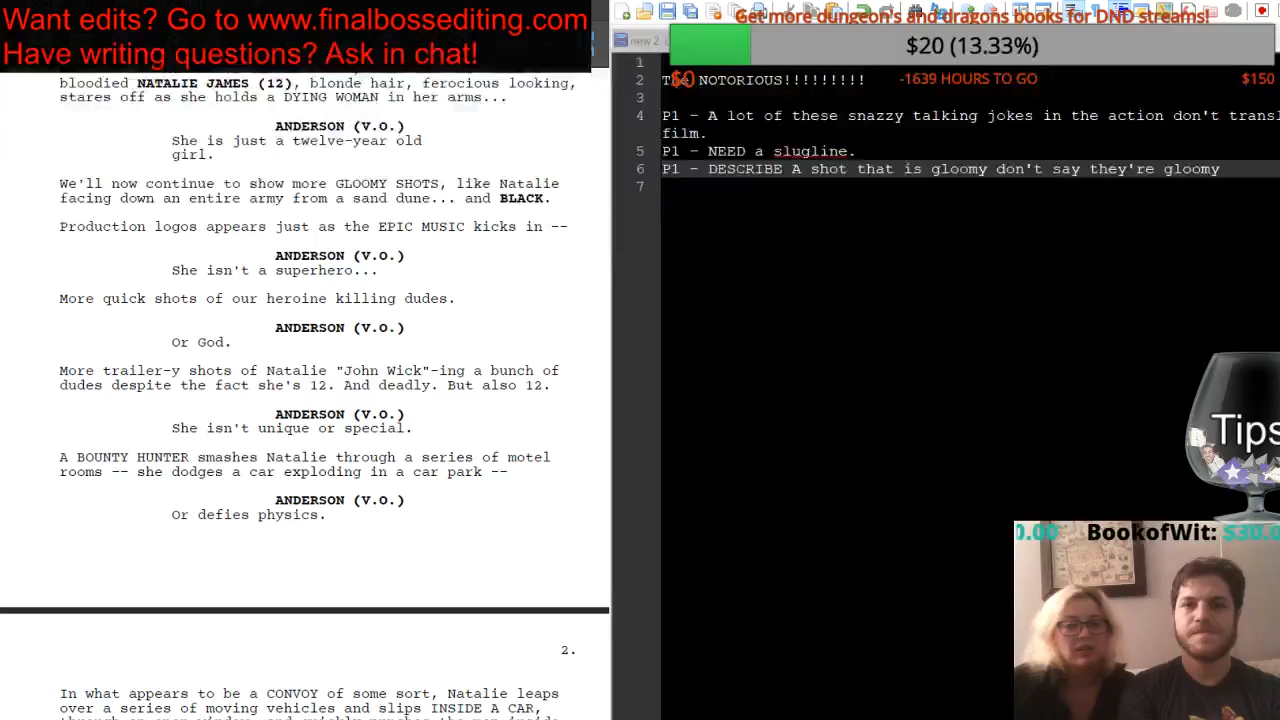 Want edits? Go to www.finalbossediting.com
Have writing questions? Ask in chat!
bloodied NATALIE JAMES (12), blonde hair, ferocious looking,
stares off as she holds a DYING WOMAN in her arms...
ANDERSON (V.O.)
She is just a twelve-year old
girl.
We'll now continue to show more GLOOMY SHOTS, like Natalie
facing down an entire army from a sand dune... and BLACK.
Production logos appears just as the EPIC MUSIC kicks in --
ANDERSON (V.O.)
She isn't a superhero...
More quick shots of our heroine killing dudes.
ANDERSON (V.O.)
Or God.
More trailer-y shots of Natalie "John Wick"-ing a bunch of
dudes despite the fact she's 12. And deadly. But also 12.
ANDERSON (V.O.)
She isn't unique or special.
A BOUNTY HUNTER smashes Natalie through a series of motel
rooms -- she dodges a car exploding in a car park --
ANDERSON (V.O.)
Or defies physics.
2.
In what appears to be a CONVOY of some sort, Natalie leaps
over a series of moving vehicles and slips INSIDE A CAR,
Get more dungeon's and dragons books for DND streams!
new 2
$20 (13.33%)
$0
-1639 HOURS TO GO
$150
1
2 NOTORIOUS!!!!!!!!!
3
4 P1 - A lot of these snazzy talking jokes in the action don't transl
film.
5 P1 - NEED a slugline.
6 P1 - DESCRIBE A shot that is gloomy don't say they're gloomy
7
Tips
0.00 BookofWit: $30.0